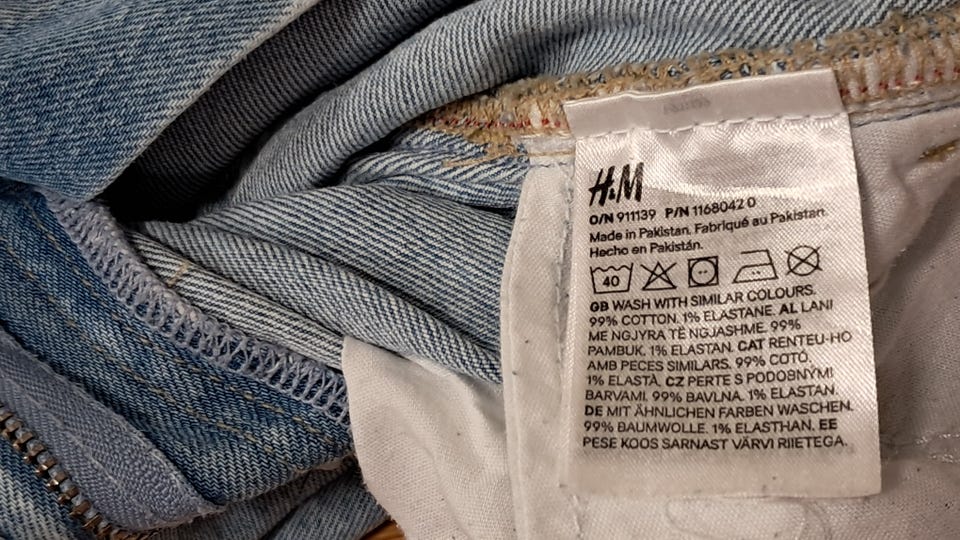 H&M
O/N 911139 P/N 1168042 0
Made in Pakistan. Fabriqué au Pakistan.
Hecho en Pakistán.
40
GB WASH WITH SIMILAR COLOURS.
99% COTTON. 1% ELASTANE. AL LANI
ME NGJYRA TË NGJASHME. 99%
PAMBUK, 1% ELASTAN. CAT RENTEU-HO
AMB PECES SIMILARS. 99% COTÓ.
1% ELASTÀ. CZ PERTE S PODOBNÝMI
BARVAMI. 99% BAVLNA. 1% ELASTAN.
DE MIT ÄHNLICHEN FARBEN WASCHEN.
99% BAUMWOLLE. 1% ELASTHAN. EE
PESE KOOS SARNAST VÄRVI RIIETEGA.